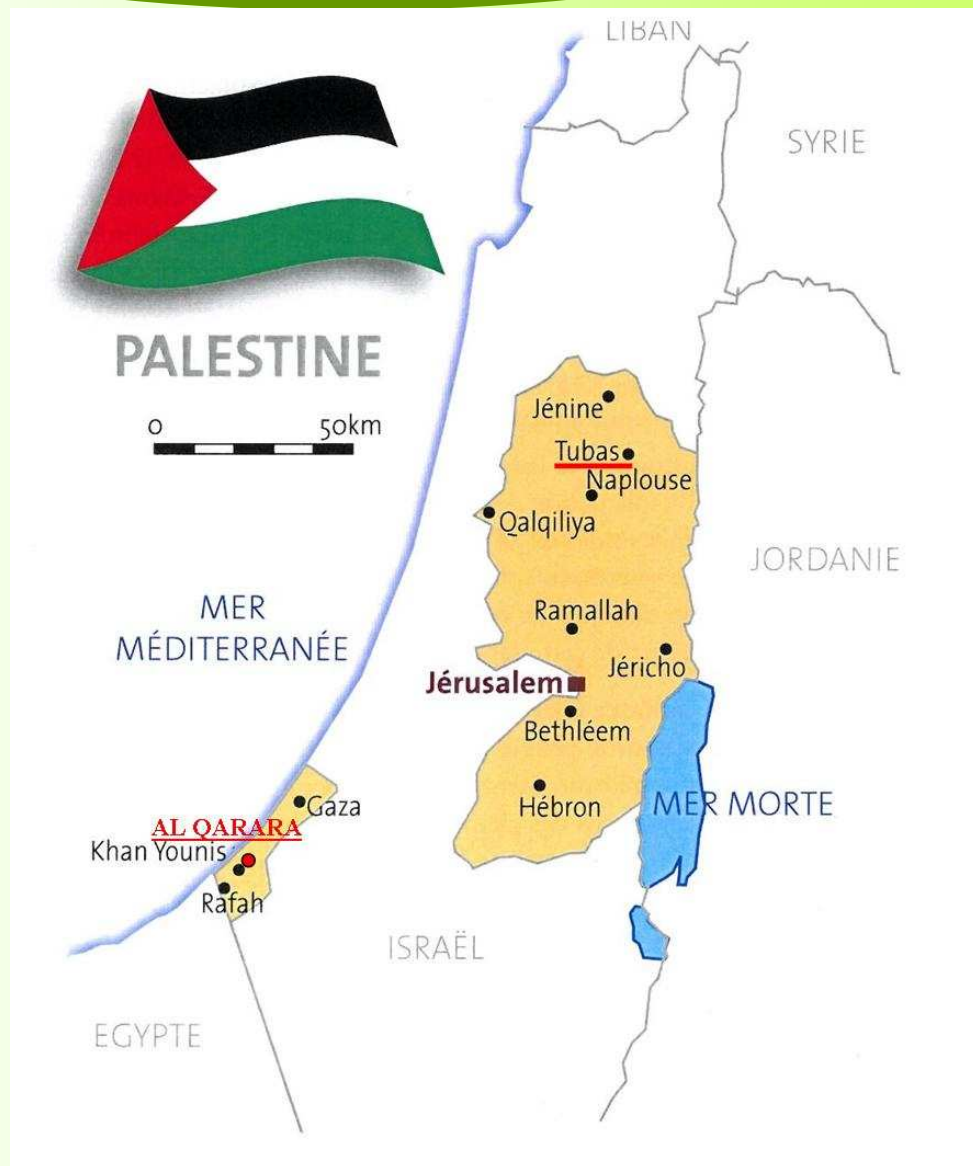 LIBAN
SYRIE
PALESTINE
0 50km
Jénine
Tubas
Naplouse
Qalqiliya
JORDANIE
MER
MÉDITERRANÉE
Ramallah
Jéricho
Jérusalem
Bethléem
Hébron
MER MORTE
Gaza
AL QARARA
Khan Younis
Rafah
ISRAËL
EGYPTE